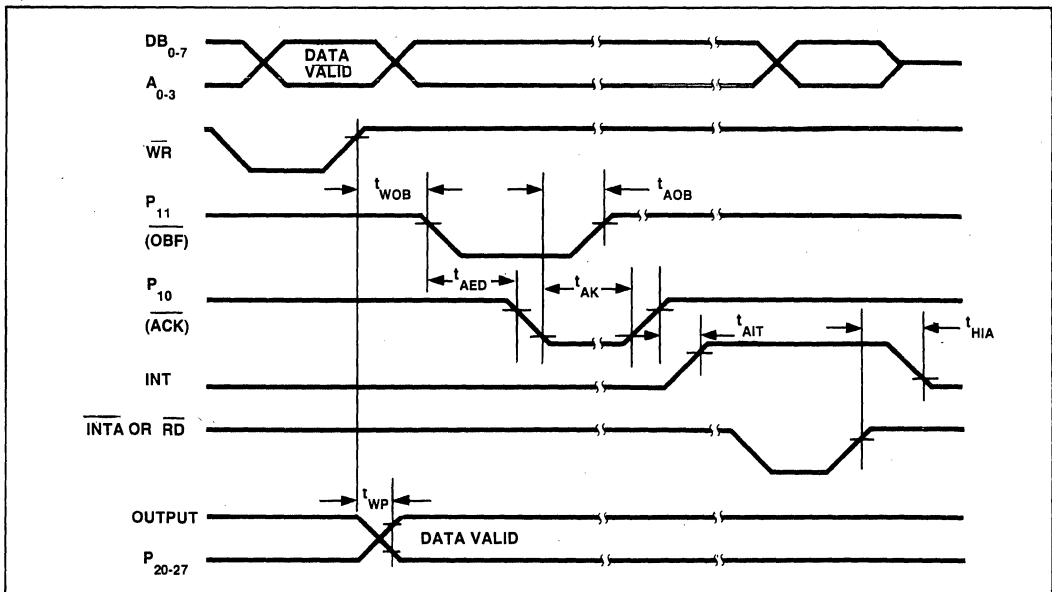 DB0-7
DATA VALID
A0-3
WR
tWOB
tAOB
P11
(OBF)
tAED
tAK
P10
(ACK)
tAIT
tHIA
INT
INTA OR RD
tWP
OUTPUT
DATA VALID
P20-27